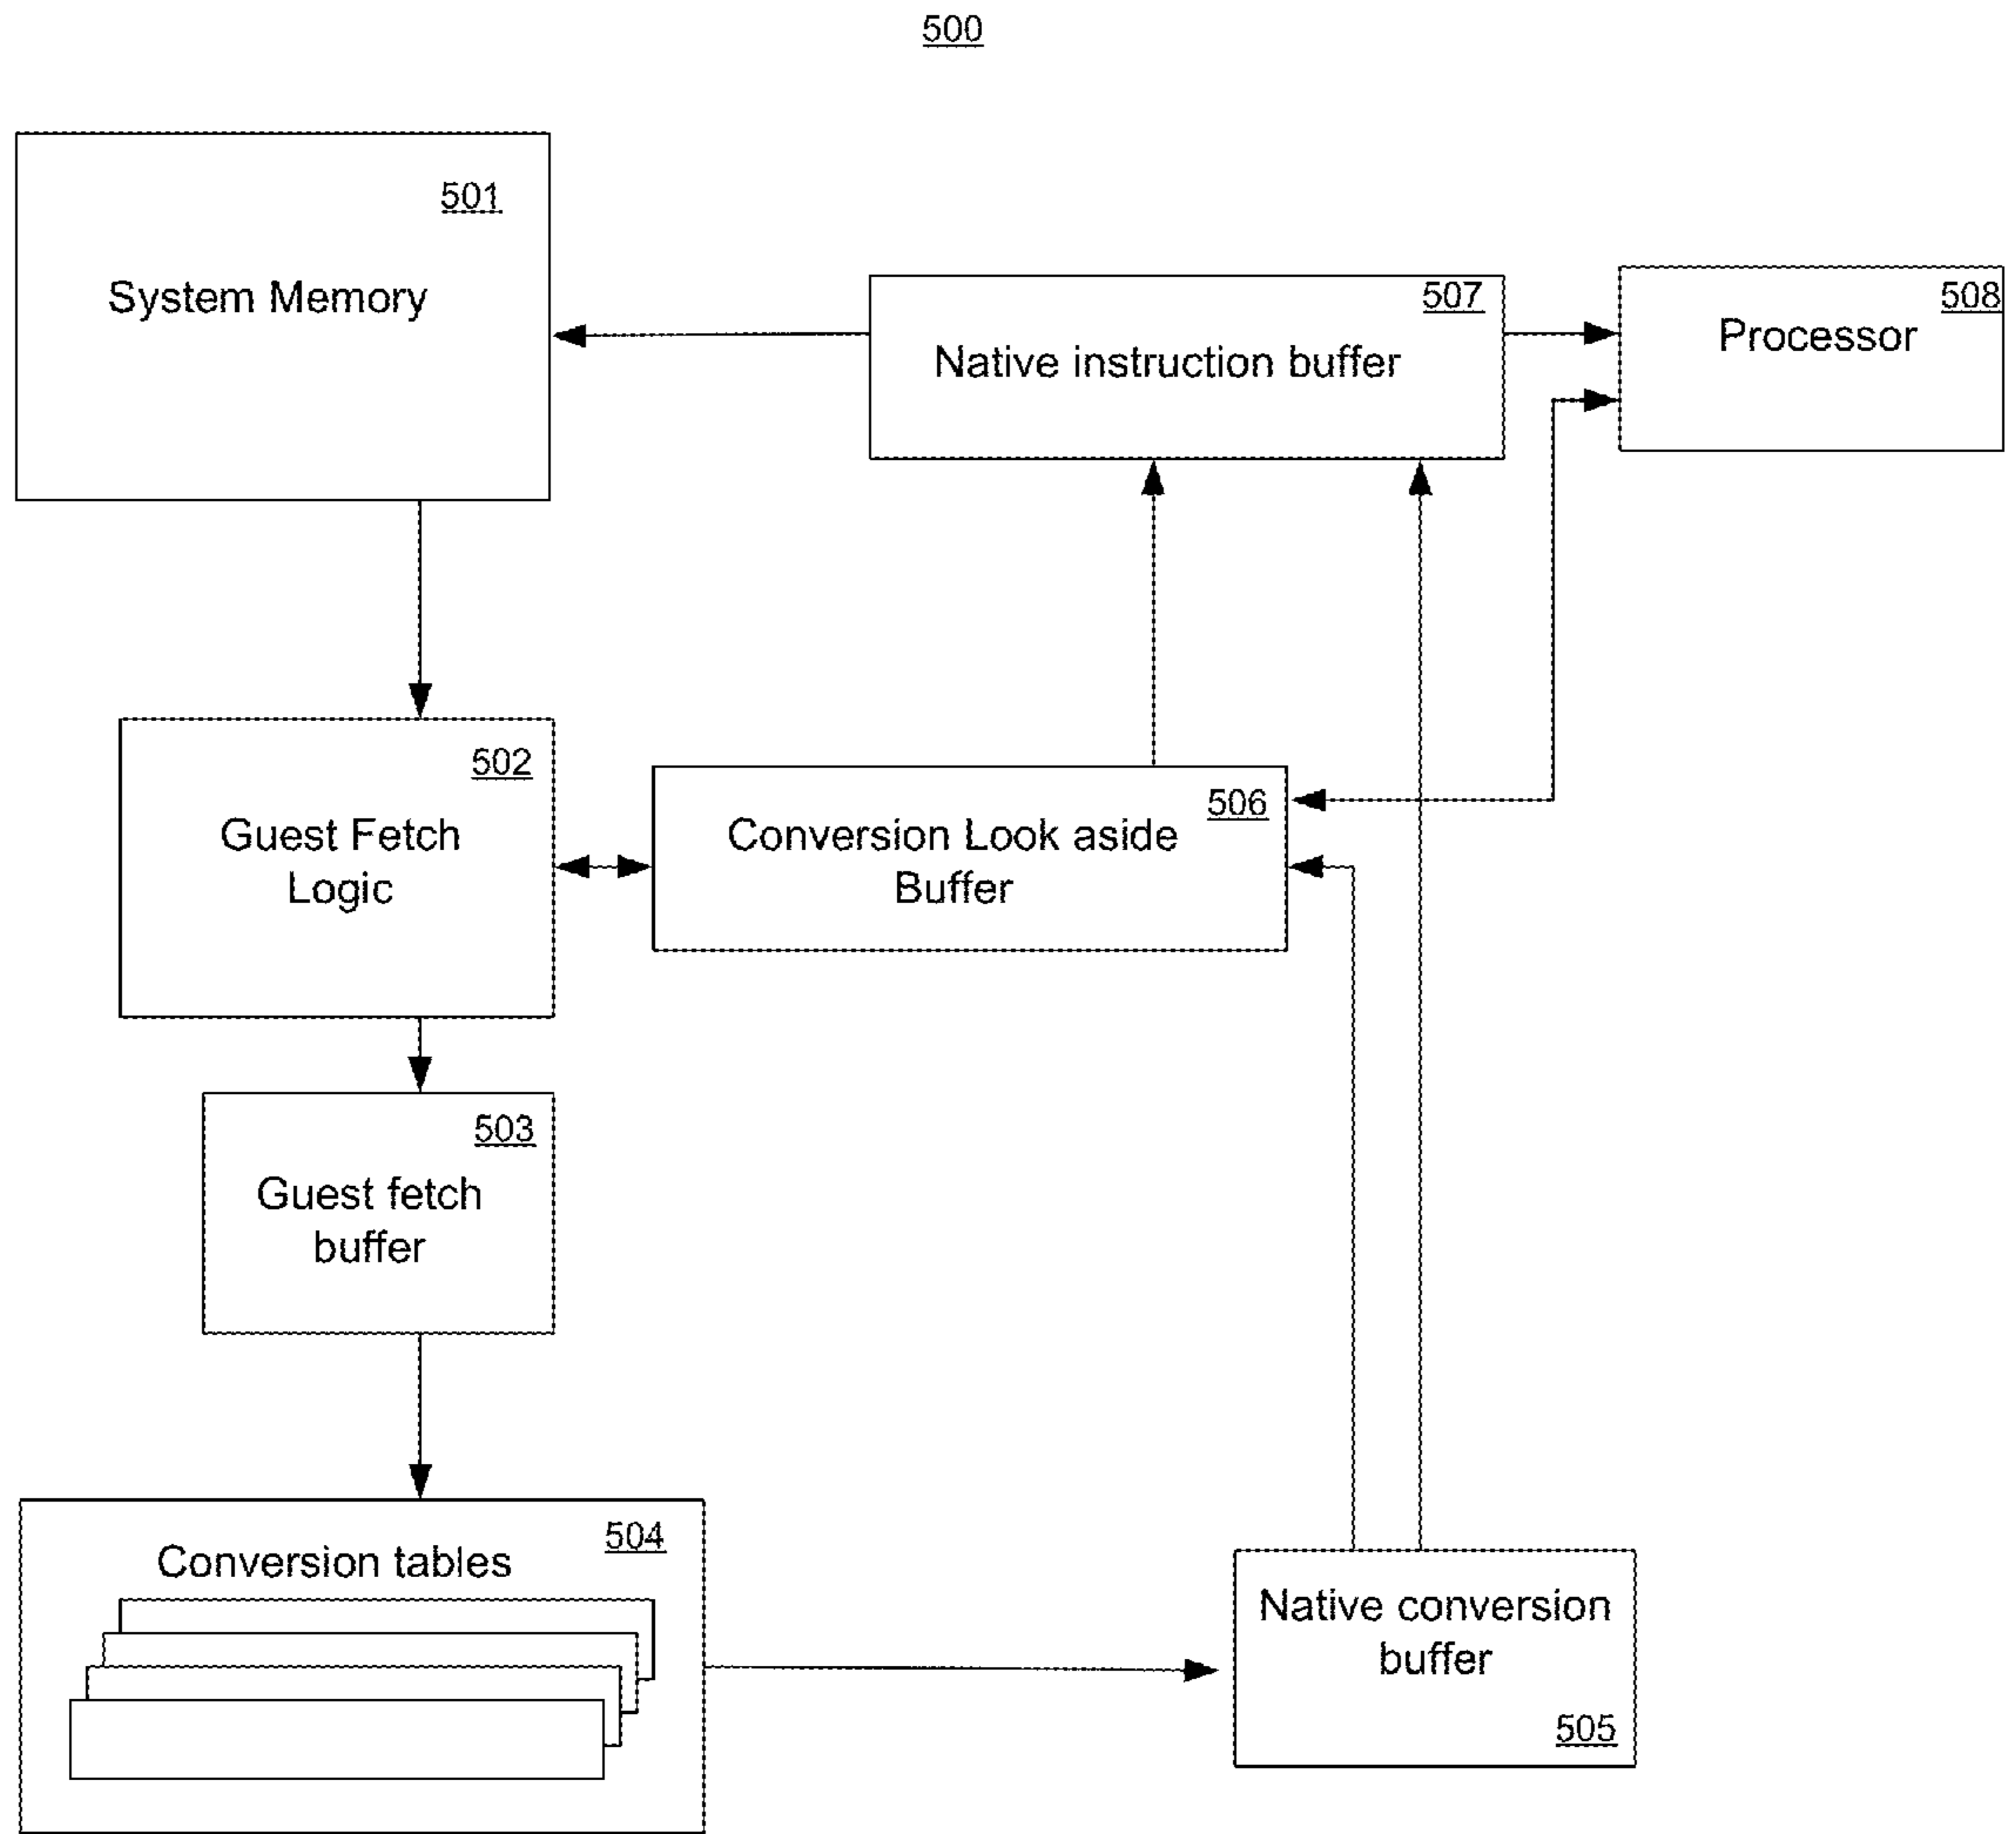 500
501
System Memory
507
Native instruction buffer
508
Processor
502
Guest Fetch
Logic
506
Conversion Look aside
Buffer
503
Guest fetch
buffer
504
Conversion tables
Native conversion
buffer
505